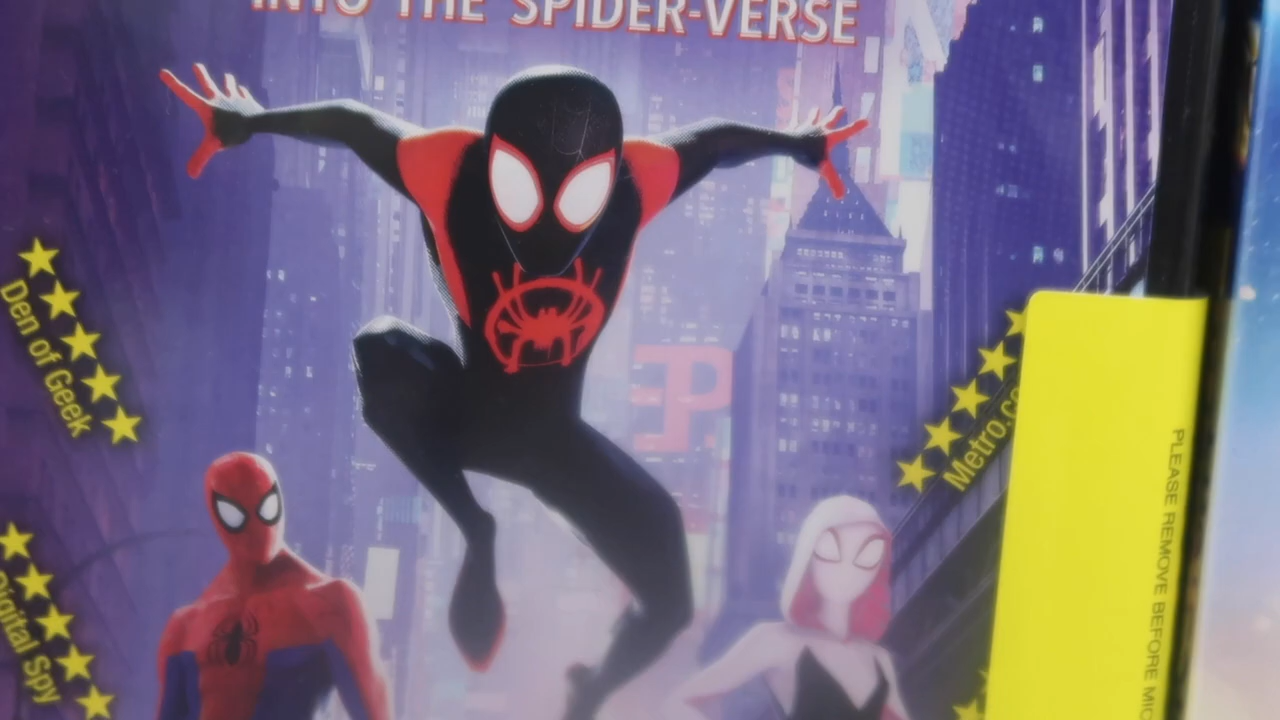 INTO THE SPIDER-VERSE
Den of Geek
Metro.co
Digital Spy
PLEASE REMOVE BEFORE MIC